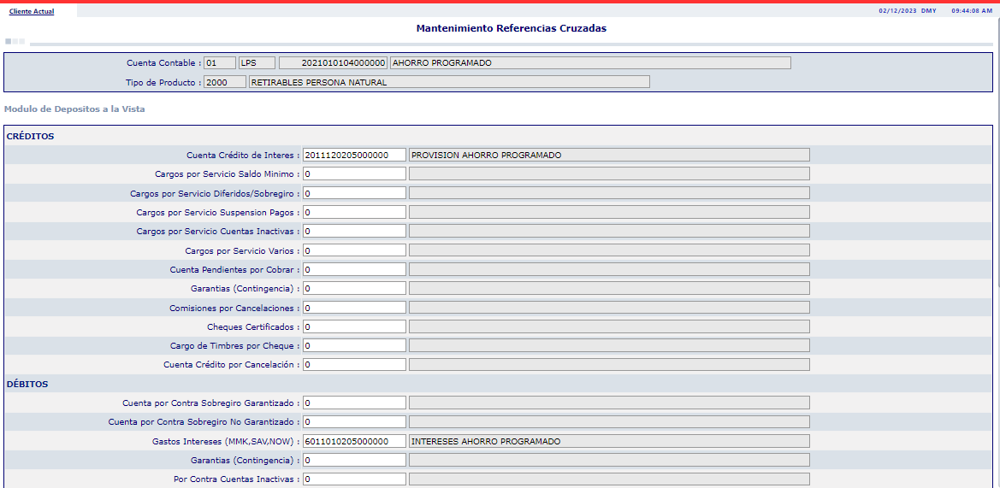 Cliente Actual
02/12/2023 DMY 09:44:08 AM
Mantenimiento Referencias Cruzadas
Cuenta Contable : 01 LPS 2021010104000000 AHORRO PROGRAMADO
Tipo de Producto : 2000 RETIRABLES PERSONA NATURAL
Modulo de Depositos a la Vista
CRÉDITOS
Cuenta Crédito de Interes : 2011120205000000 PROVISION AHORRO PROGRAMADO
Cargos por Servicio Saldo Minimo : 0
Cargos por Servicio Diferidos/Sobregiro : 0
Cargos por Servicio Suspension Pagos : 0
Cargos por Servicio Cuentas Inactivas : 0
Cargos por Servicio Varios : 0
Cuenta Pendientes por Cobrar : 0
Garantias (Contingencia) : 0
Comisiones por Cancelaciones : 0
Cheques Certificados : 0
Cargo de Timbres por Cheque : 0
Cuenta Crédito por Cancelación : 0
DÉBITOS
Cuenta por Contra Sobregiro Garantizado : 0
Cuenta por Contra Sobregiro No Garantizado : 0
Gastos Intereses (MMK,SAV,NOW) : 6011010205000000 INTERESES AHORRO PROGRAMADO
Garantias (Contingencia) : 0
Por Contra Cuentas Inactivas : 0